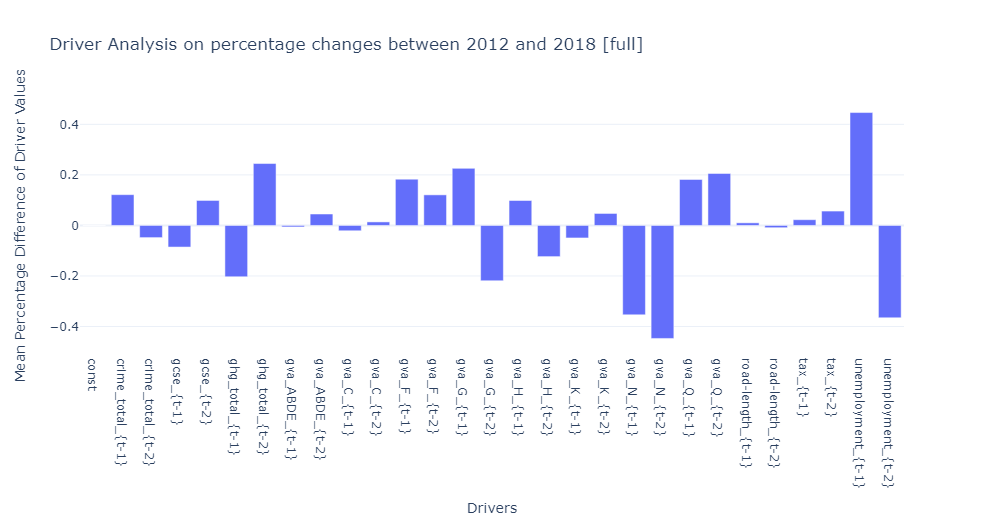 Driver Analysis on percentage changes between 2012 and 2018 [full]
Mean Percentage Difference of Driver Values
0.4
0.2
0
−0.2
−0.4
const
crime_total_{t-1}
crime_total_{t-2}
gcse_{t-1}
gcse_{t-2}
ghg_total_{t-1}
ghg_total_{t-2}
gva_ABDE_{t-1}
gva_ABDE_{t-2}
gva_C_{t-1}
gva_C_{t-2}
gva_F_{t-1}
gva_F_{t-2}
gva_G_{t-1}
gva_G_{t-2}
gva_H_{t-1}
gva_H_{t-2}
gva_K_{t-1}
gva_K_{t-2}
gva_N_{t-1}
gva_N_{t-2}
gva_Q_{t-1}
gva_Q_{t-2}
road-length_{t-1}
road-length_{t-2}
tax_{t-1}
tax_{t-2}
unemployment_{t-1}
unemployment_{t-2}
Drivers